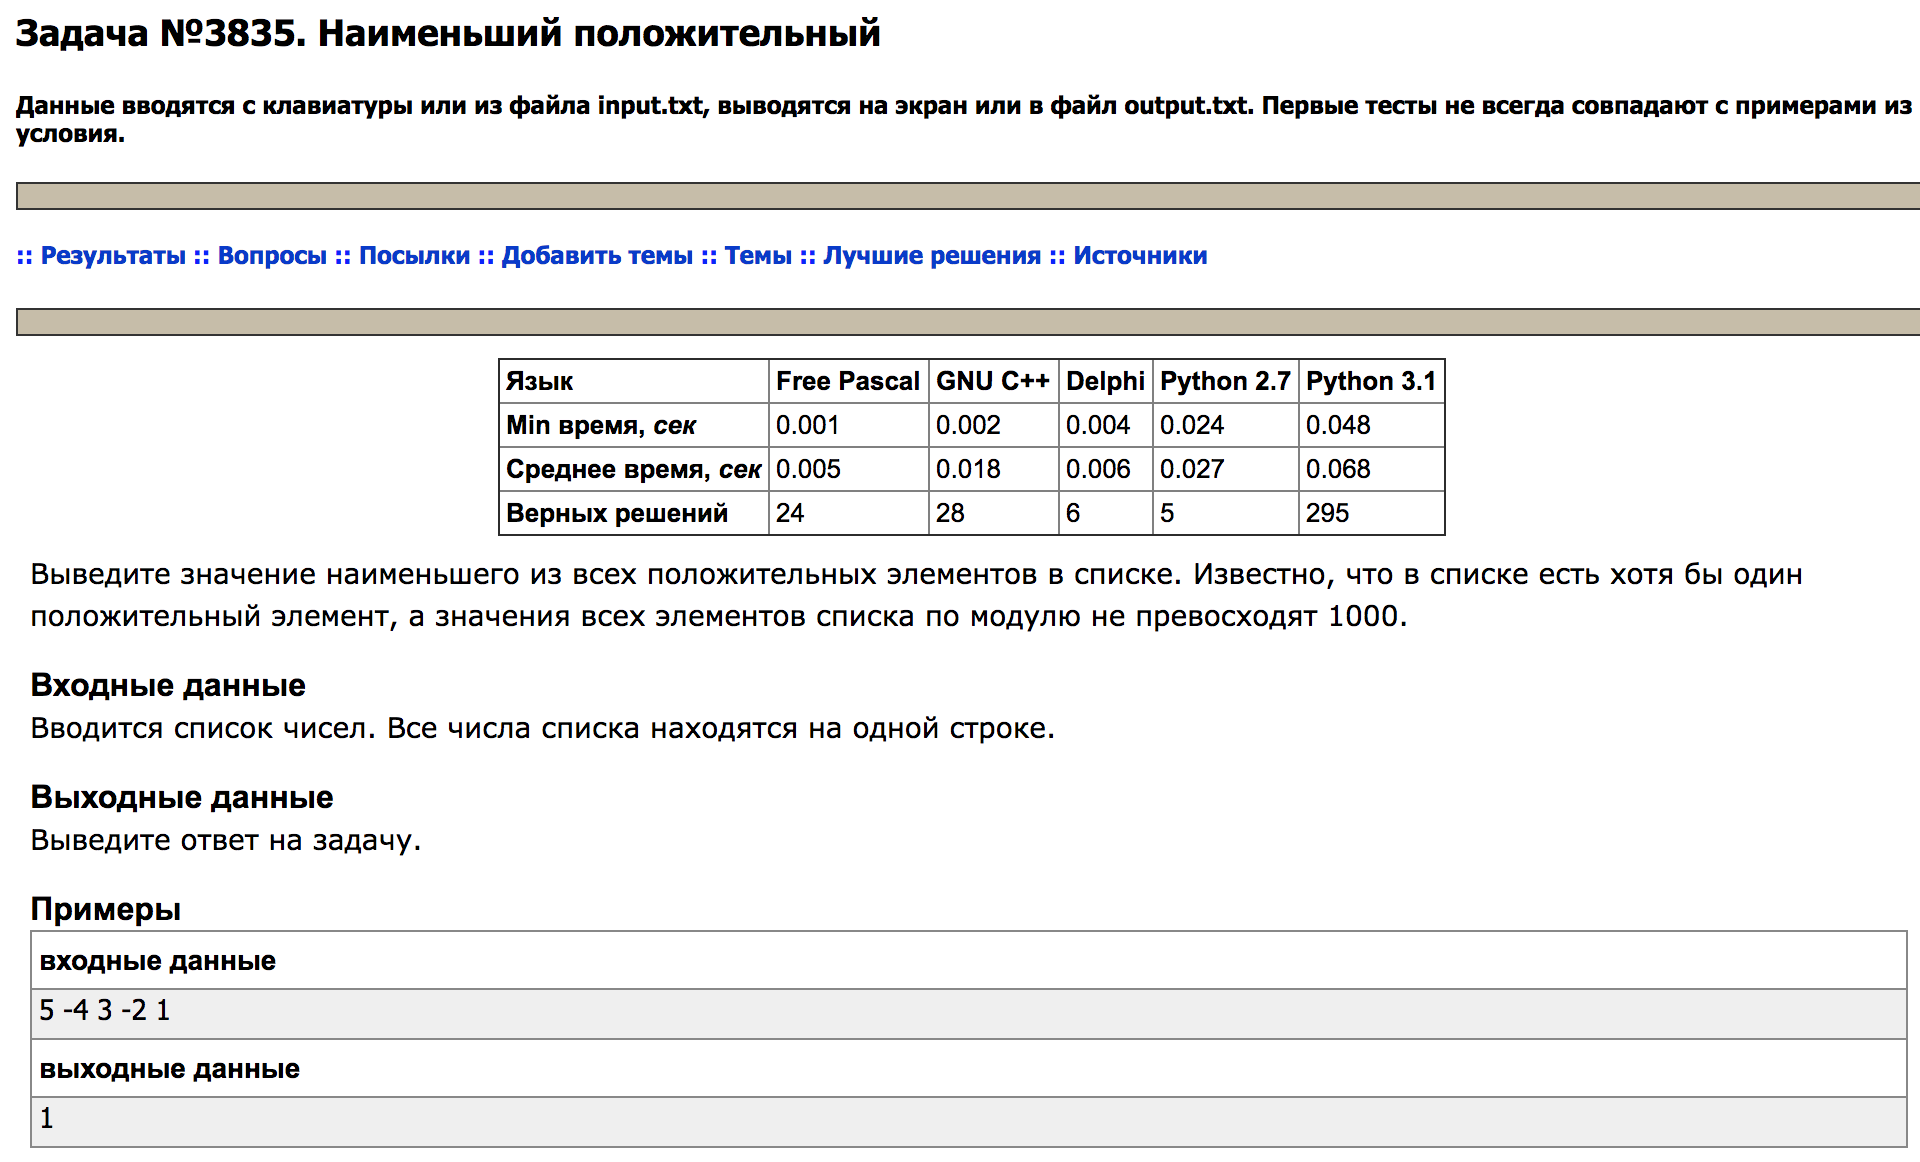 Задача №3835. Наименьший положительный
Данные вводятся с клавиатуры или из файла input.txt, выводятся на экран или в файл output.txt. Первые тесты не всегда совпадают с примерами из
условия.
:: Результаты :: Вопросы :: Посылки :: Добавить темы :: Темы :: Лучшие решения :: Источники
Язык Free Pascal GNU C++ Delphi Python 2.7 Python 3.1
Min время, сек 0.001 0.002 0.004 0.024 0.048
Среднее время, сек 0.005 0.018 0.006 0.027 0.068
Верных решений 24 28 6 5 295
Выведите значение наименьшего из всех положительных элементов в списке. Известно, что в списке есть хотя бы один
положительный элемент, а значения всех элементов списка по модулю не превосходят 1000.
Входные данные
Вводится список чисел. Все числа списка находятся на одной строке.
Выходные данные
Выведите ответ на задачу.
Примеры
входные данные
5 -4 3 -2 1
выходные данные
1